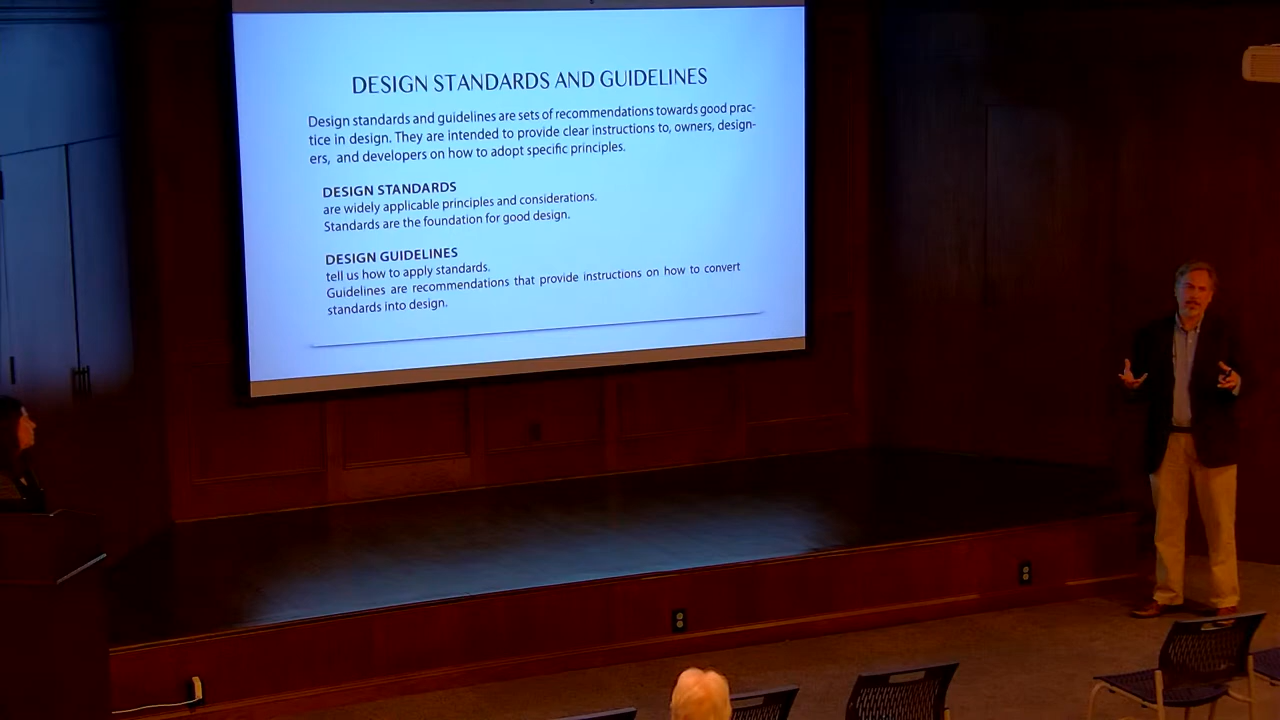 DESIGN STANDARDS AND GUIDELINES
Design standards and guidelines are sets of recommendations towards good prac-
tice in design. They are intended to provide clear instructions to, owners, design-
ers, and developers on how to adopt specific principles.
DESIGN STANDARDS
are widely applicable principles and considerations.
Standards are the foundation for good design.
DESIGN GUIDELINES
tell us how to apply standards.
Guidelines are recommendations that provide instructions on how to convert
standards into design.